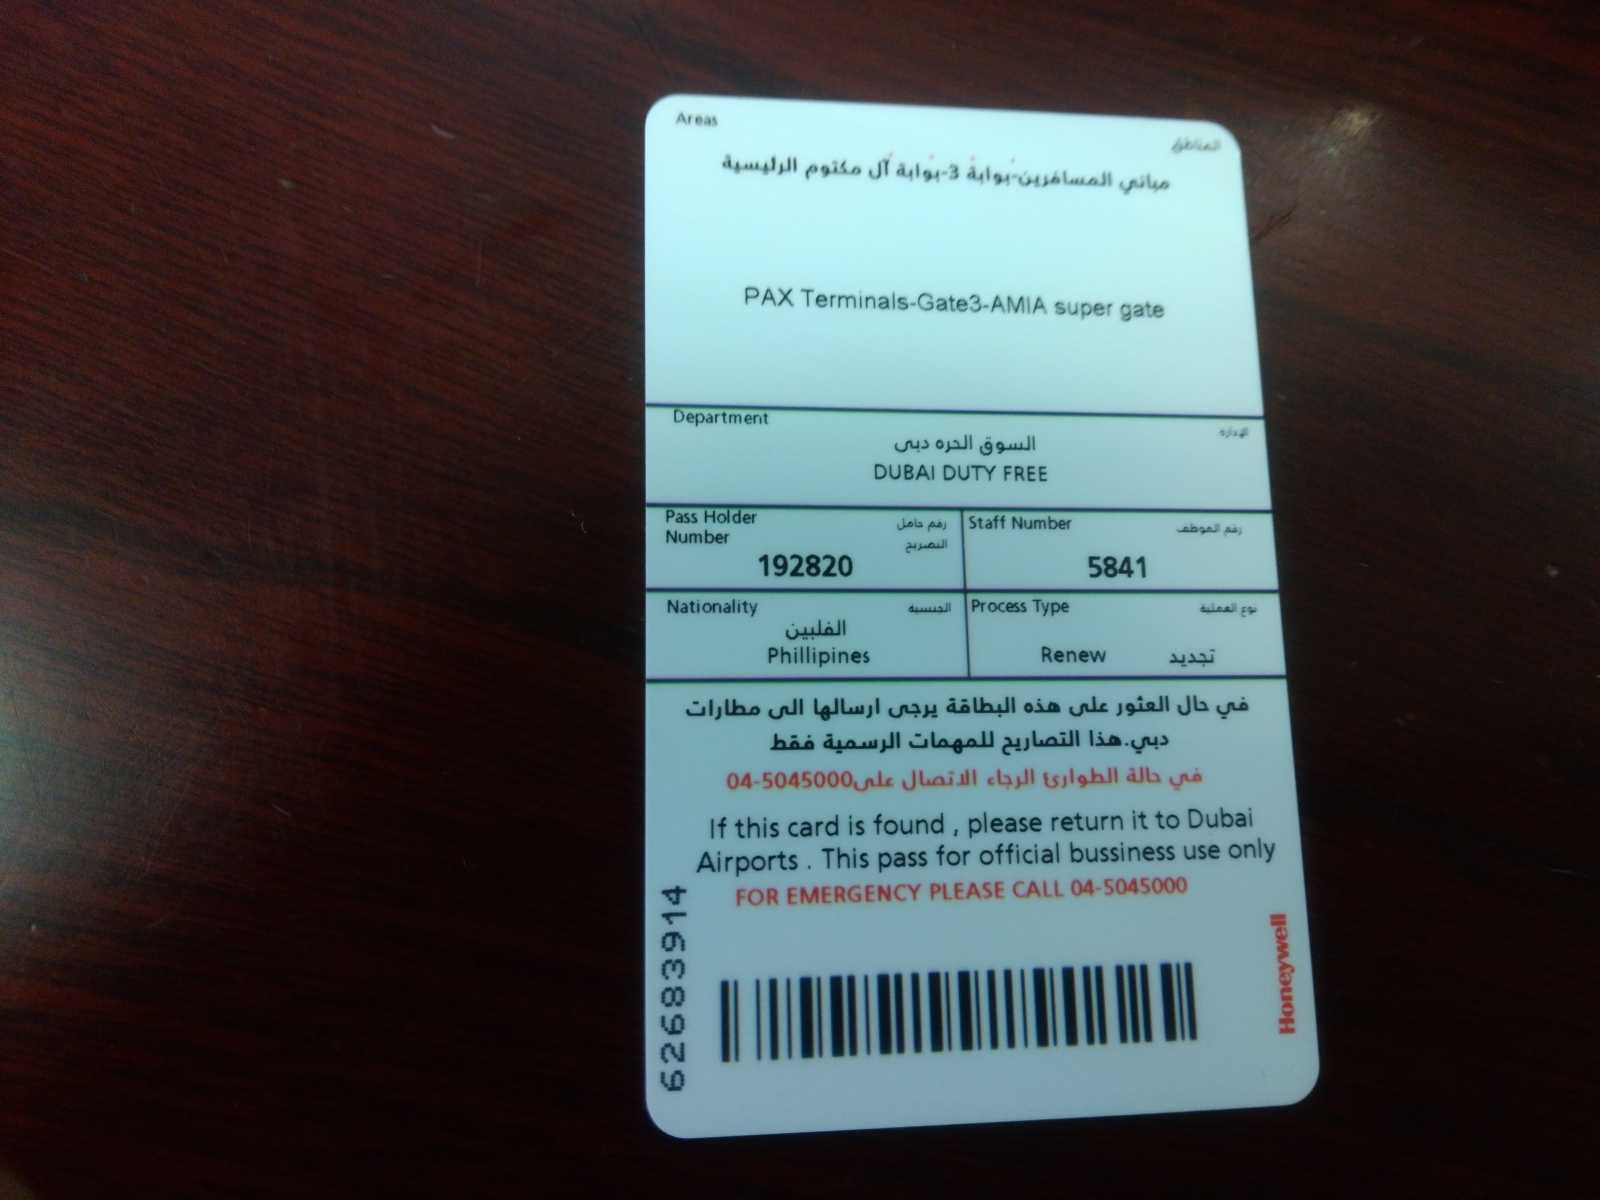 Areas المناطق
مباني المسافرين-بوابة 3-بوابة آل مكتوم الرئيسية
PAX Terminals-Gate3-AMIA super gate
Department الإدارة
السوق الحره دبى
DUBAI DUTY FREE
Pass Holder Number رقم حامل التصريح
192820
Staff Number رقم الموظف
5841
Nationality الجنسية
الفلبين
Phillipines
Process Type نوع العملية
Renew تجديد
في حال العثور على هذه البطاقة يرجى ارسالها الى مطارات
دبي.هذا التصاريح للمهمات الرسمية فقط
في حالة الطوارئ الرجاء الاتصال على04-5045000
If this card is found , please return it to Dubai
Airports . This pass for official bussiness use only
FOR EMERGENCY PLEASE CALL 04-5045000
62683914
Honeywell